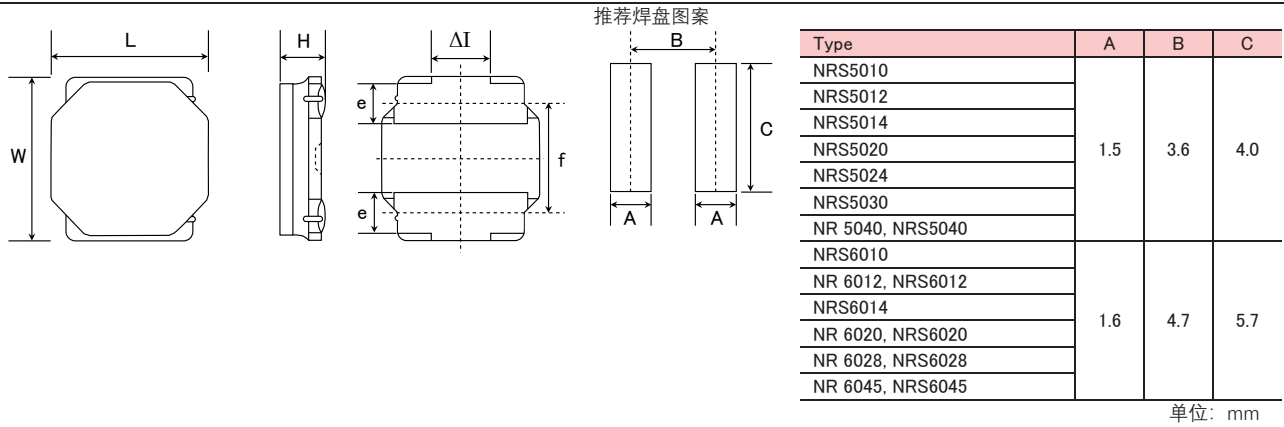 推荐焊盘图案
L
H
ΔI
B
W
e
e
f
C
A
A
Type A B C
NRS5010
NRS5012
NRS5014
NRS5020 1.5 3.6 4.0
NRS5024
NRS5030
NR 5040, NRS5040
NRS6010
NR 6012, NRS6012
NRS6014
NR 6020, NRS6020 1.6 4.7 5.7
NR 6028, NRS6028
NR 6045, NRS6045
单位: mm